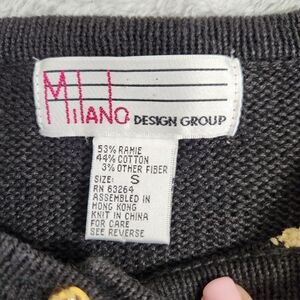 MILANO DESIGN GROUP
53% RAMIE
44% COTTON
3% OTHER FIBER
SIZE: S
RN 63264
ASSEMBLED IN
HONG KONG
KNIT IN CHINA
FOR CARE
SEE REVERSE